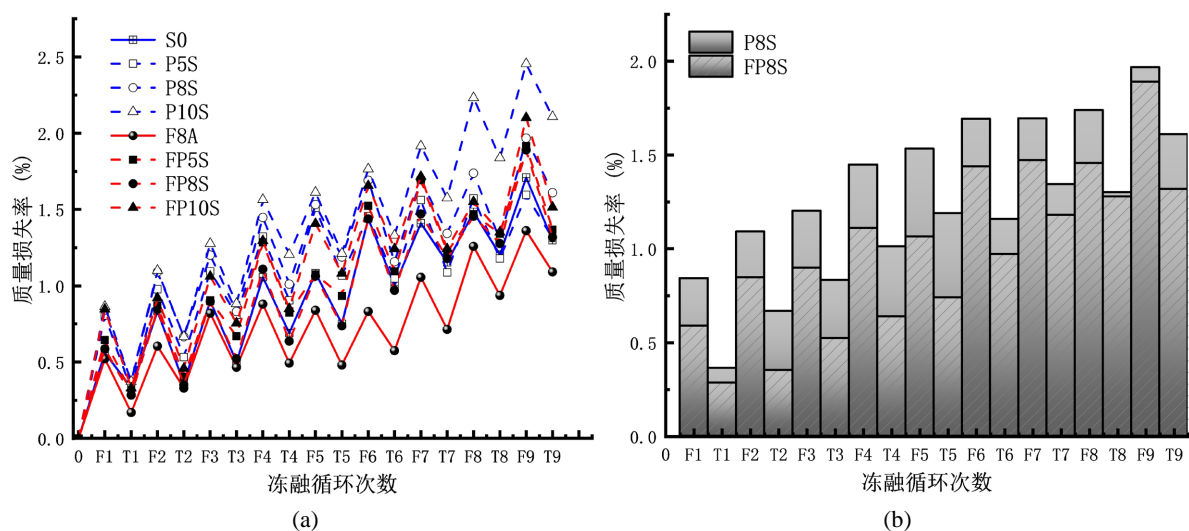 S0
P5S
P8S
P10S
F8A
FP5S
FP8S
FP10S
质量损失率 (%)
2.5
2.0
1.5
1.0
0.5
0.0
0 F1 T1 F2 T2 F3 T3 F4 T4 F5 T5 F6 T6 F7 T7 F8 T8 F9 T9
冻融循环次数
(a)
P8S
FP8S
质量损失率 (%)
2.0
1.5
1.0
0.5
0.0
0 F1 T1 F2 T2 F3 T3 F4 T4 F5 T5 F6 T6 F7 T7 F8 T8 F9 T9
冻融循环次数
(b)